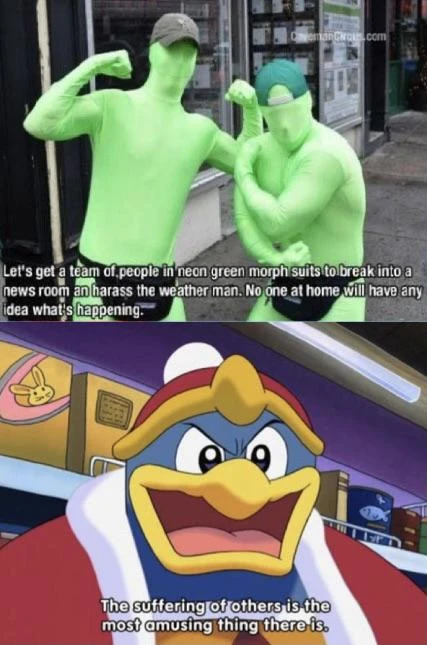 CavemanCircus.com
Let's get a team of people in neon green morph suits to break into a
news room an harass the weather man. No one at home will have any
idea what's happening.
The suffering of others is the
most amusing thing there is.